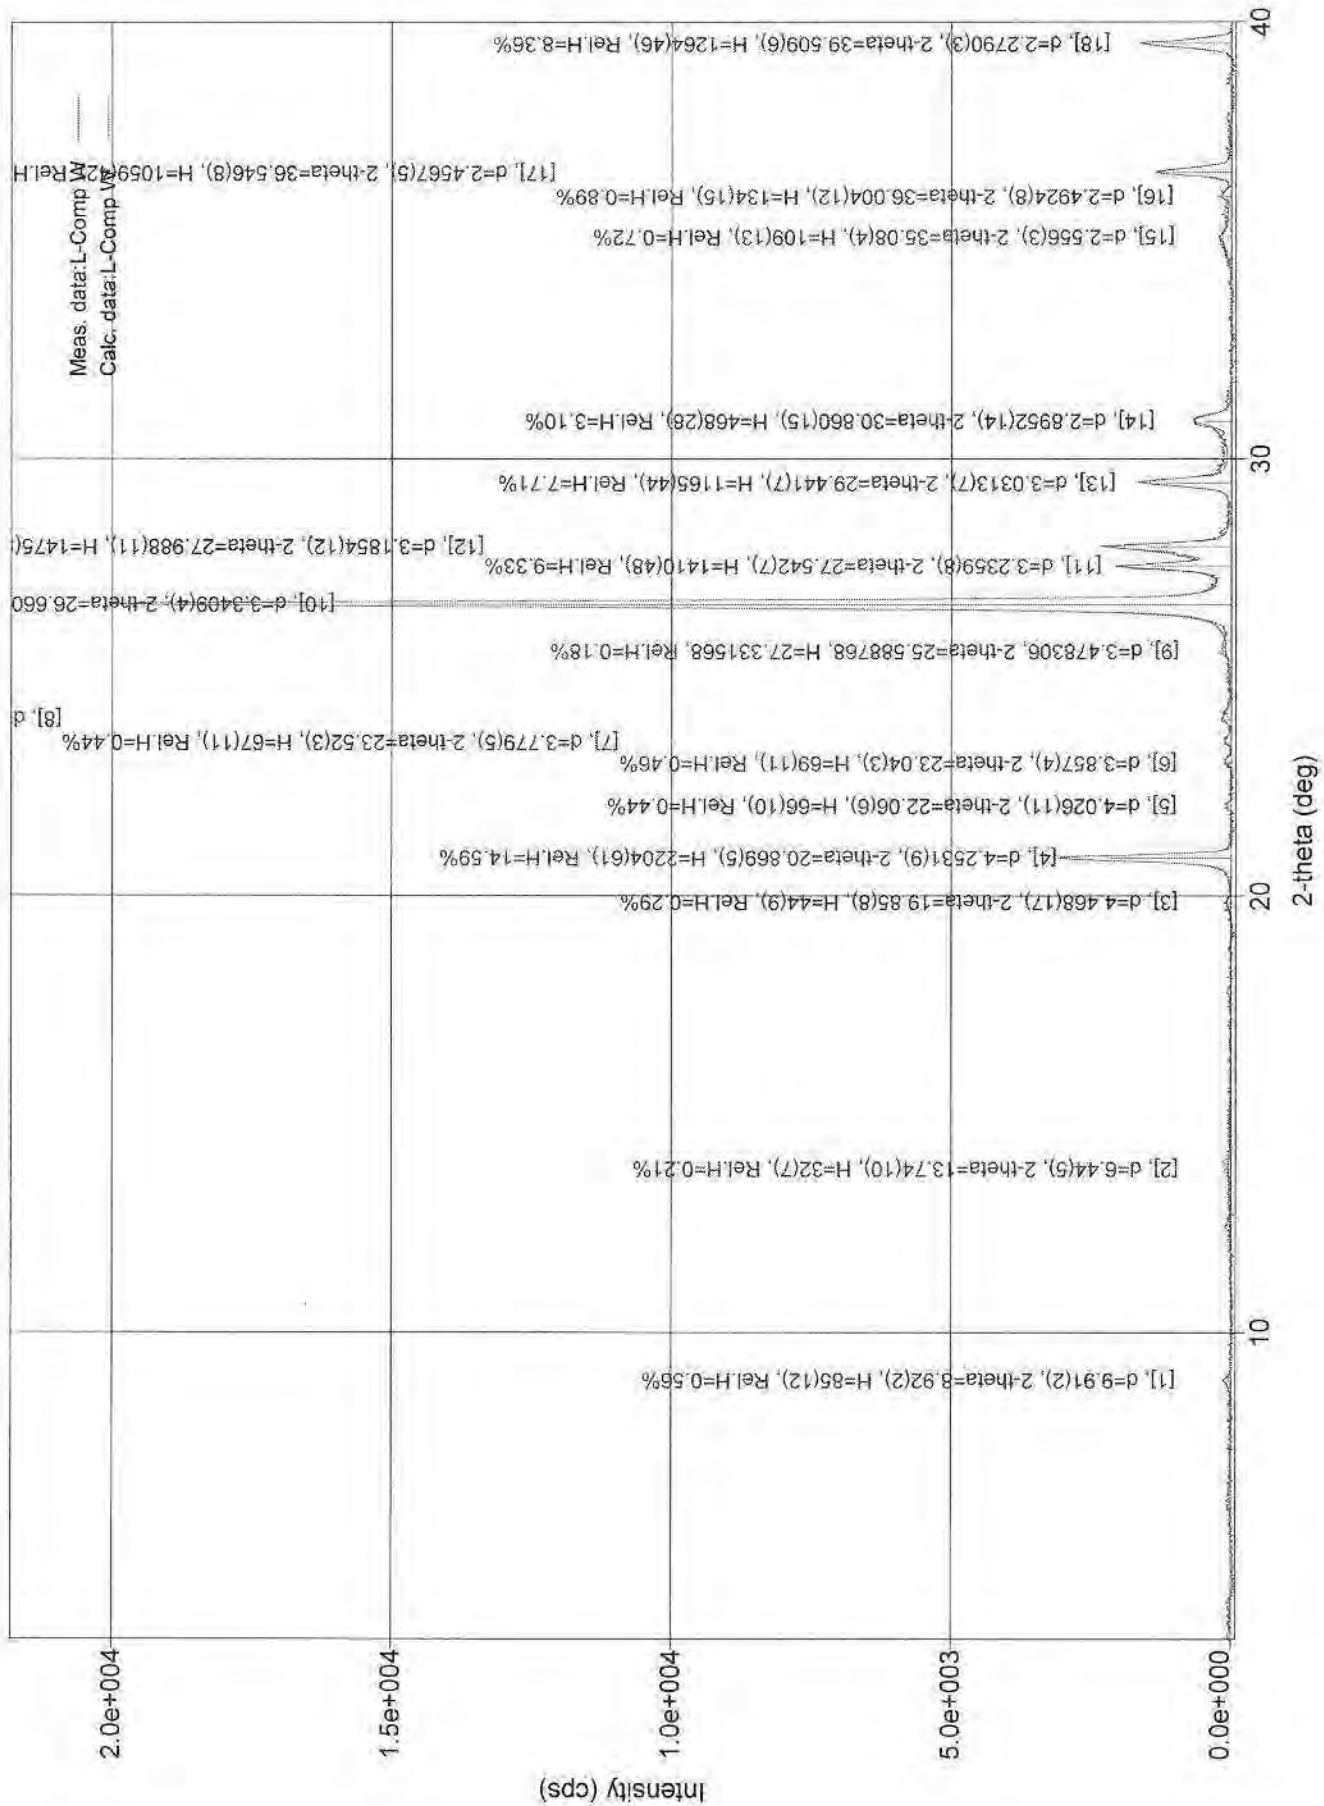 Meas. data:L-Comp W
Calc. data:L-Comp W
Intensity (cps)
2.0e+004
1.5e+004
1.0e+004
5.0e+003
0.0e+000
[1], d=9.91(2), 2-theta=8.92(2), H=85(12), Rel.H=0.56%
[2], d=6.44(5), 2-theta=13.74(10), H=32(7), Rel.H=0.21%
[3], d=4.468(17), 2-theta=19.85(8), H=44(9), Rel.H=0.29%
[4], d=4.2531(9), 2-theta=20.869(5), H=2204(61), Rel.H=14.59%
[5], d=4.026(11), 2-theta=22.06(6), H=66(10), Rel.H=0.44%
[6], d=3.857(4), 2-theta=23.04(3), H=69(11), Rel.H=0.46%
[7], d=3.779(5), 2-theta=23.52(3), H=67(11), Rel.H=0.44%
[8], d
[9], d=3.478306, 2-theta=25.588768, H=27.331568, Rel.H=0.18%
[10], d=3.3409(4), 2-theta=26.660
[11], d=3.2359(8), 2-theta=27.542(7), H=1410(48), Rel.H=9.33%
[12], d=3.1854(12), 2-theta=27.988(11), H=1475(
[13], d=3.0313(7), 2-theta=29.441(7), H=1165(44), Rel.H=7.71%
[14], d=2.8952(14), 2-theta=30.860(15), H=468(28), Rel.H=3.10%
[15], d=2.556(3), 2-theta=35.08(4), H=109(13), Rel.H=0.72%
[16], d=2.4924(8), 2-theta=36.004(12), H=134(15), Rel.H=0.89%
[17], d=2.4567(5), 2-theta=36.546(8), H=1059(42), Rel.H
[18], d=2.2790(3), 2-theta=39.509(6), H=1264(46), Rel.H=8.36%
10
20
30
40
2-theta (deg)